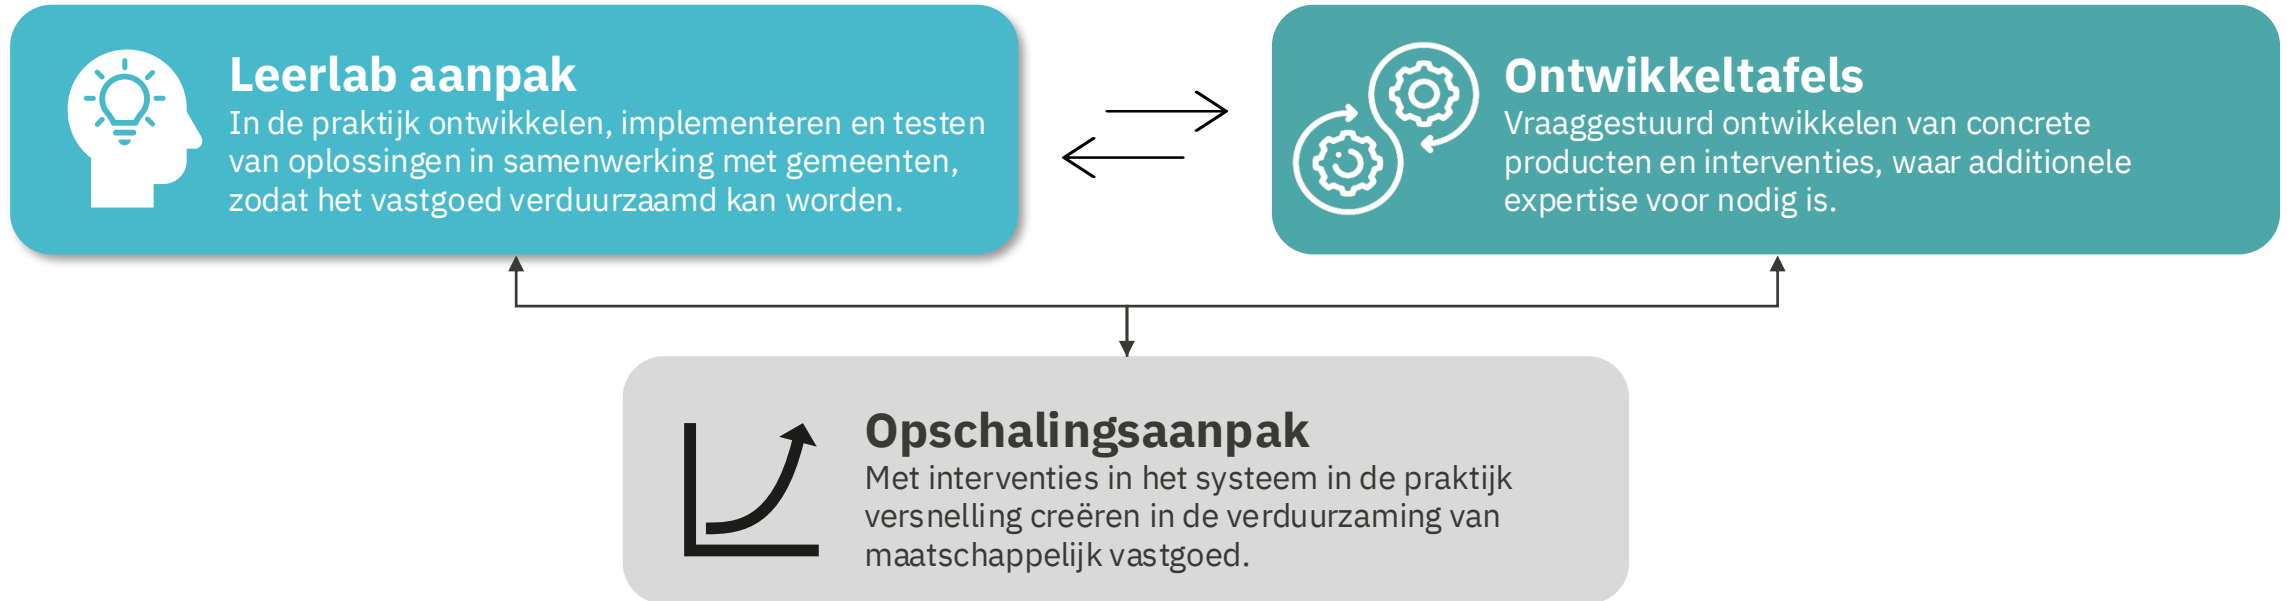 Leerlab aanpak
In de praktijk ontwikkelen, implementeren en testen
van oplossingen in samenwerking met gemeenten,
zodat het vastgoed verduurzaamd kan worden.
Ontwikkeltafels
Vraaggestuurd ontwikkelen van concrete
producten en interventies, waar additionele
expertise voor nodig is.
Opschalingsaanpak
Met interventies in het systeem in de praktijk
versnelling creëren in de verduurzaming van
maatschappelijk vastgoed.